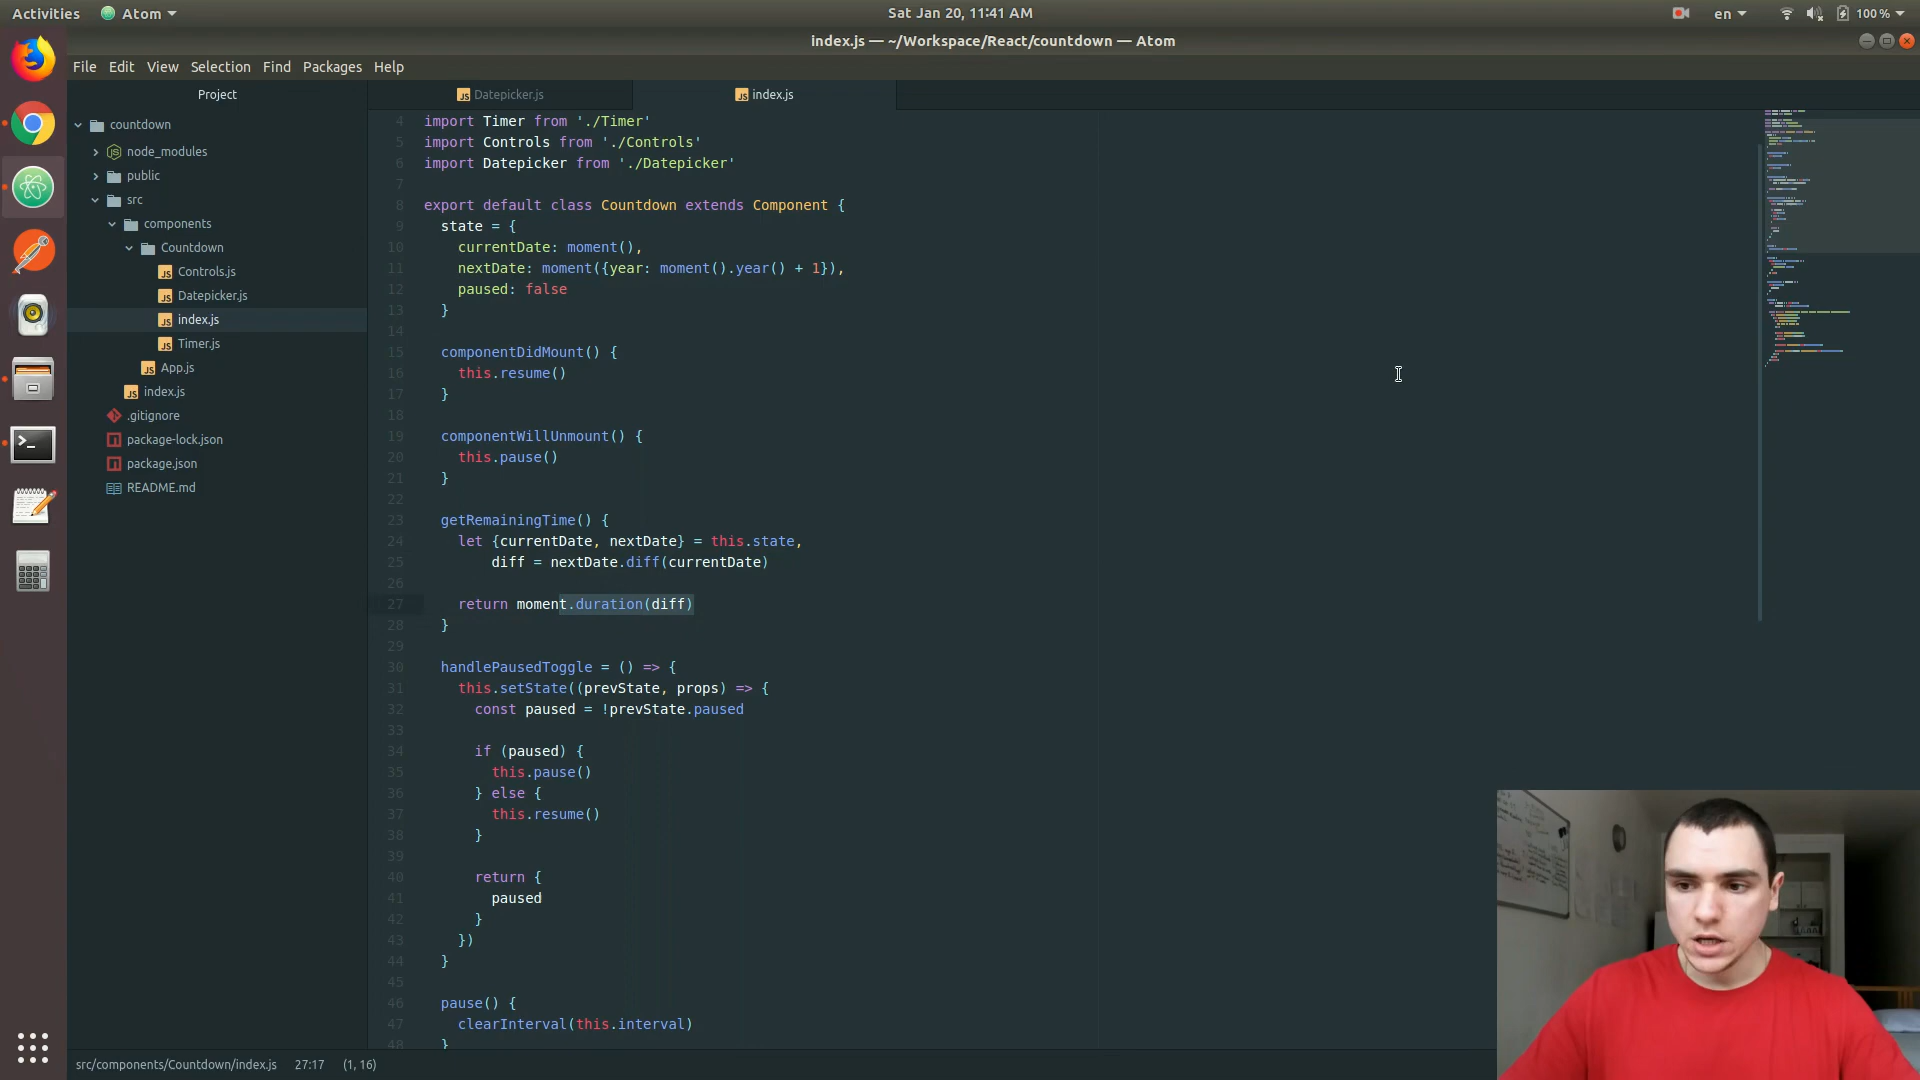 Activities
Atom
Sat Jan 20, 11:41 AM
en
100 %
index.js — ~/Workspace/React/countdown — Atom
File Edit View Selection Find Packages Help
Project
countdown
node_modules
public
src
components
Countdown
Controls.js
Datepicker.js
index.js
Timer.js
App.js
index.js
.gitignore
package-lock.json
package.json
README.md
Datepicker.js
index.js
4 import Timer from './Timer'
5 import Controls from './Controls'
6 import Datepicker from './Datepicker'
7
8 export default class Countdown extends Component {
9 state = {
10 currentDate: moment(),
11 nextDate: moment({year: moment().year() + 1}),
12 paused: false
13 }
14
15 componentDidMount() {
16 this.resume()
17 }
18
19 componentWillUnmount() {
20 this.pause()
21 }
22
23 getRemainingTime() {
24 let {currentDate, nextDate} = this.state,
25 diff = nextDate.diff(currentDate)
26
27 return moment.duration(diff)
28 }
29
30 handlePausedToggle = () => {
31 this.setState((prevState, props) => {
32 const paused = !prevState.paused
33
34 if (paused) {
35 this.pause()
36 } else {
37 this.resume()
38 }
39
40 return {
41 paused
42 }
43 })
44 }
45
46 pause() {
47 clearInterval(this.interval)
48 }
src/components/Countdown/index.js 27:17 (1, 16)